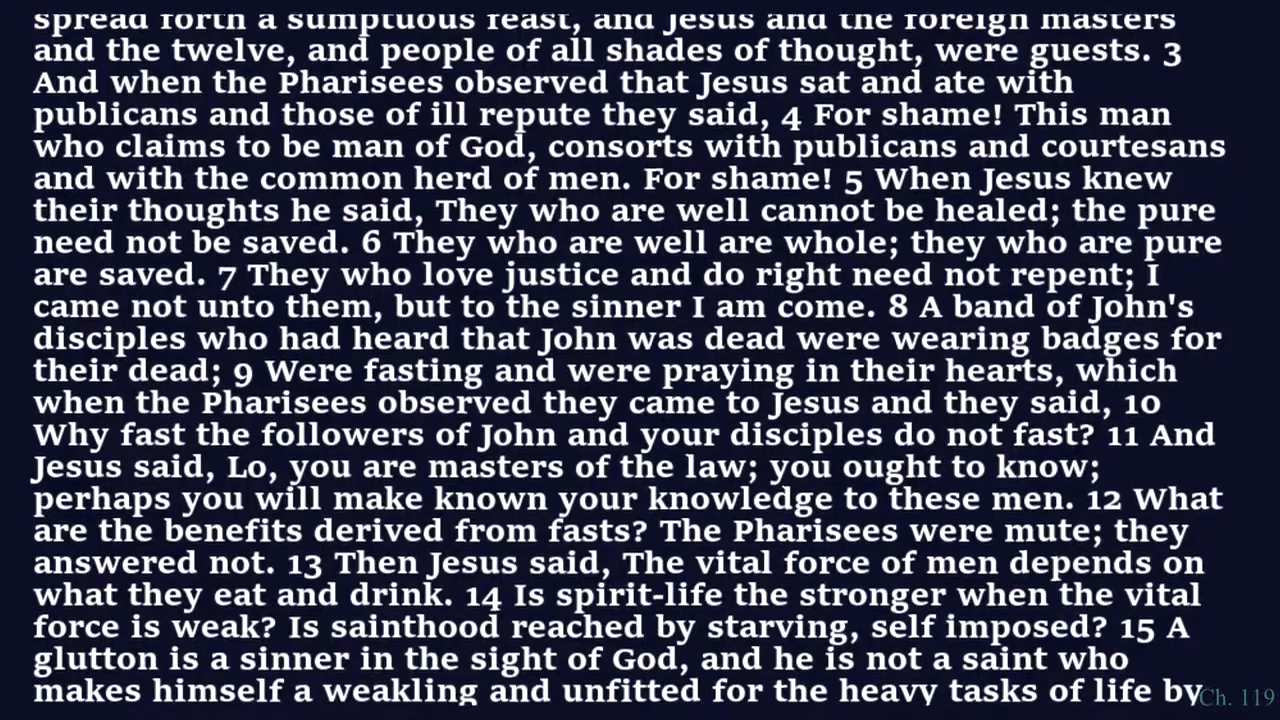 spread forth a sumptuous feast, and Jesus and the foreign masters
and the twelve, and people of all shades of thought, were guests. 3
And when the Pharisees observed that Jesus sat and ate with
publicans and those of ill repute they said, 4 For shame! This man
who claims to be man of God, consorts with publicans and courtesans
and with the common herd of men. For shame! 5 When Jesus knew
their thoughts he said, They who are well cannot be healed; the pure
need not be saved. 6 They who are well are whole; they who are pure
are saved. 7 They who love justice and do right need not repent; I
came not unto them, but to the sinner I am come. 8 A band of John's
disciples who had heard that John was dead were wearing badges for
their dead; 9 Were fasting and were praying in their hearts, which
when the Pharisees observed they came to Jesus and they said, 10
Why fast the followers of John and your disciples do not fast? 11 And
Jesus said, Lo, you are masters of the law; you ought to know;
perhaps you will make known your knowledge to these men. 12 What
are the benefits derived from fasts? The Pharisees were mute; they
answered not. 13 Then Jesus said, The vital force of men depends on
what they eat and drink. 14 Is spirit-life the stronger when the vital
force is weak? Is sainthood reached by starving, self imposed? 15 A
glutton is a sinner in the sight of God, and he is not a saint who
makes himself a weakling and unfitted for the heavy tasks of life by
Ch. 119